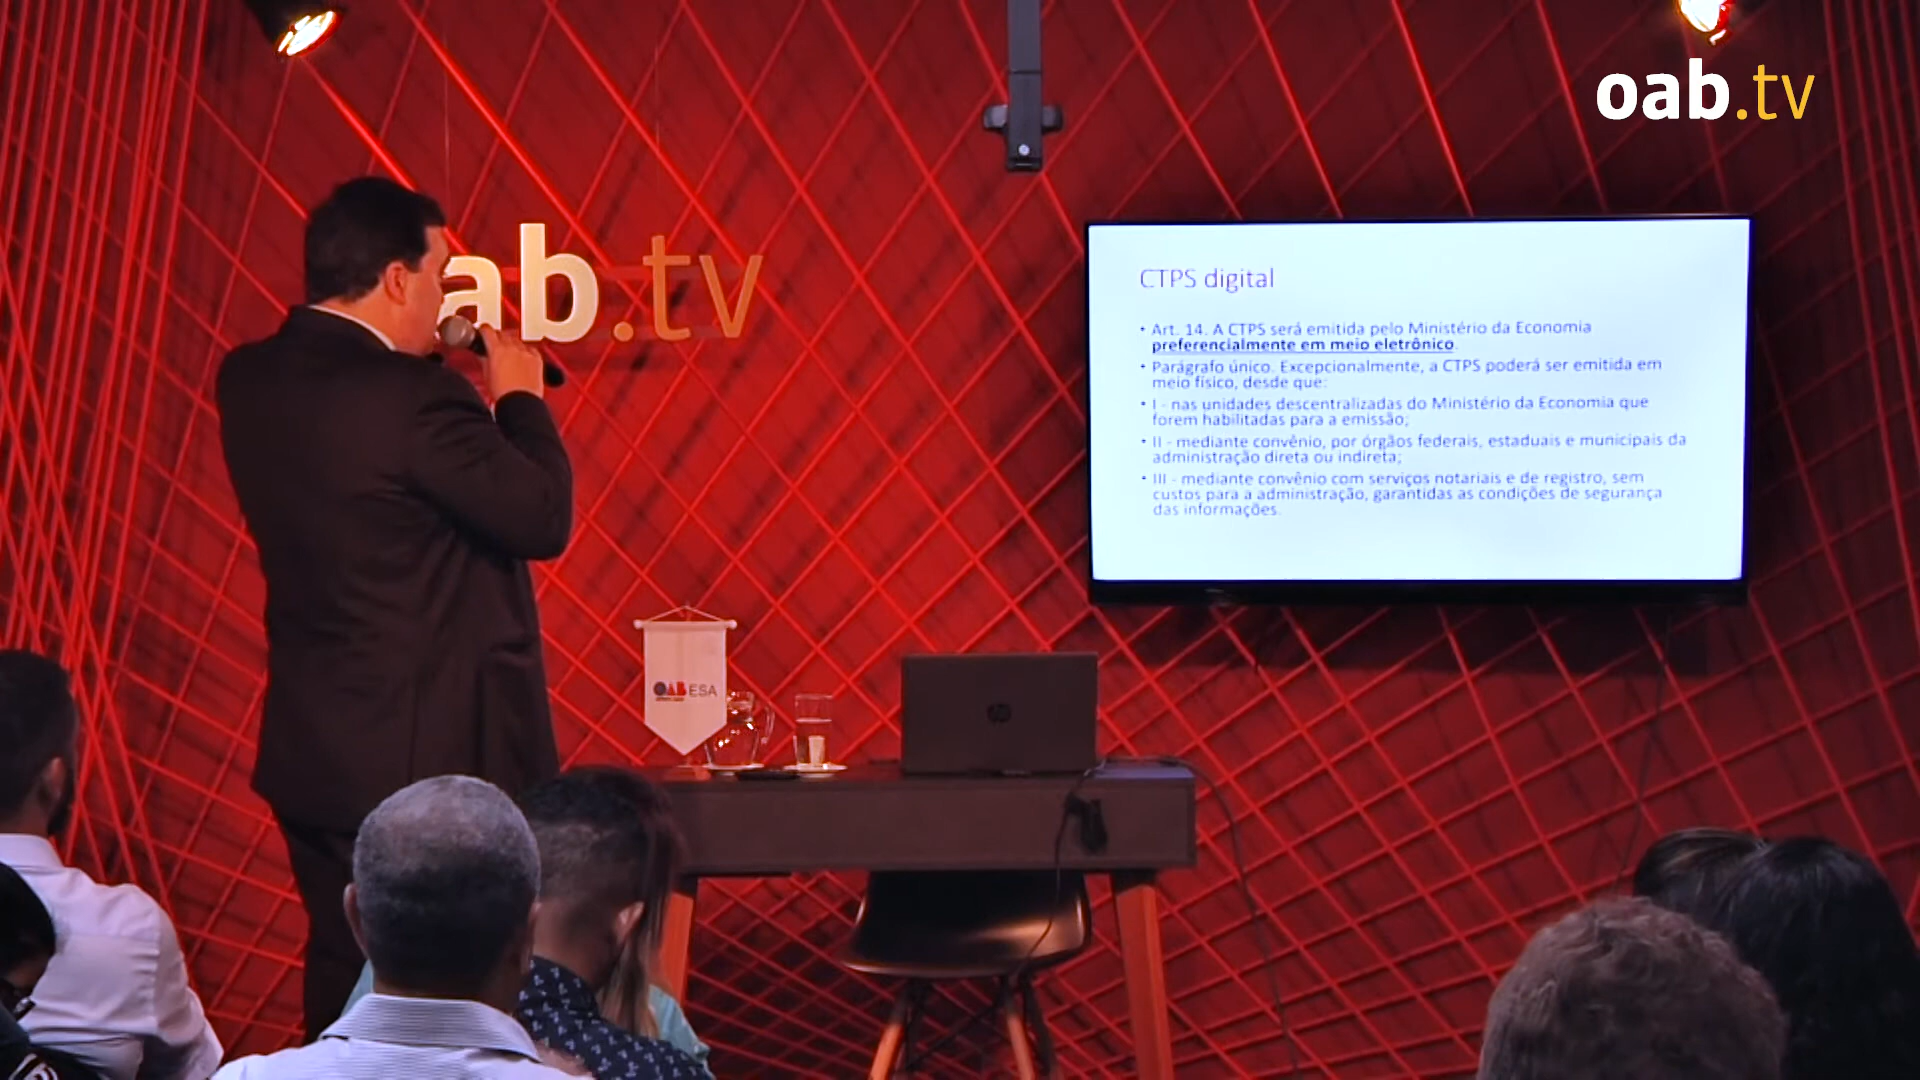 oab.tv
ab.tv
CTPS digital
• Art. 14. A CTPS será emitida pelo Ministério da Economia
preferencialmente em meio eletrônico.
• Parágrafo único. Excepcionalmente, a CTPS poderá ser emitida em
meio físico, desde que:
• I - nas unidades descentralizadas do Ministério da Economia que
forem habilitadas para a emissão;
• II - mediante convênio, por órgãos federais, estaduais e municipais da
administração direta ou indireta;
• III - mediante convênio com serviços notariais e de registro, sem
custos para a administração, garantidas as condições de segurança
das informações.
OAB ESA
hp